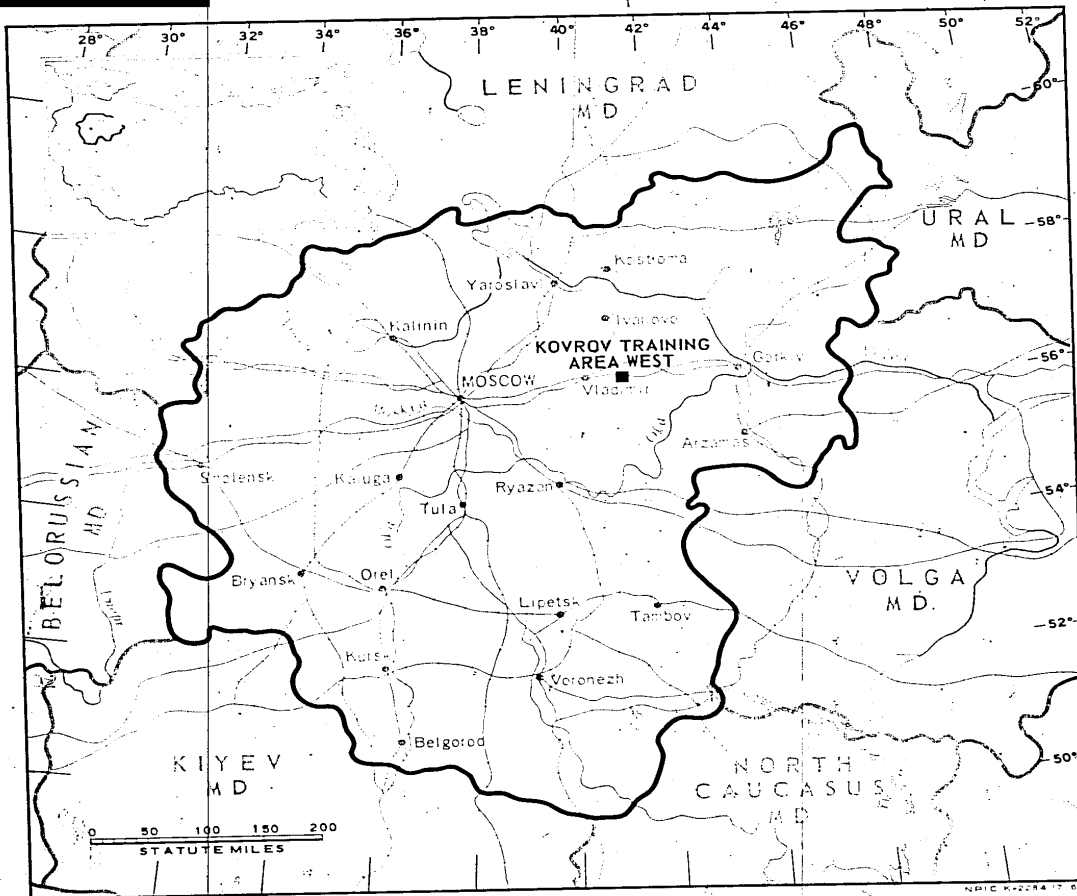 28° 30° 32° 34° 36° 38° 40° 42° 44° 46° 48° 50° 52°
LENINGRAD
MD
60°
URAL
MD
58°
Kostroma
Yaroslavl
Ivanovo
Kalinin
KOVROV TRAINING
AREA WEST
56°
Gorkiy
MOSCOW
Vladimir
Arzamas
BELORUSSIAN
MD
Smolensk
Kaluga
Ryazan
54°
Tula
Bryansk
Orel
VOLGA
MD
Lipetsk
Tambov
52°
Kursk
Voronezh
Belgorod
50°
KIYEV
MD
NORTH
CAUCASUS
MD
0 50 100 150 200
STATUTE MILES